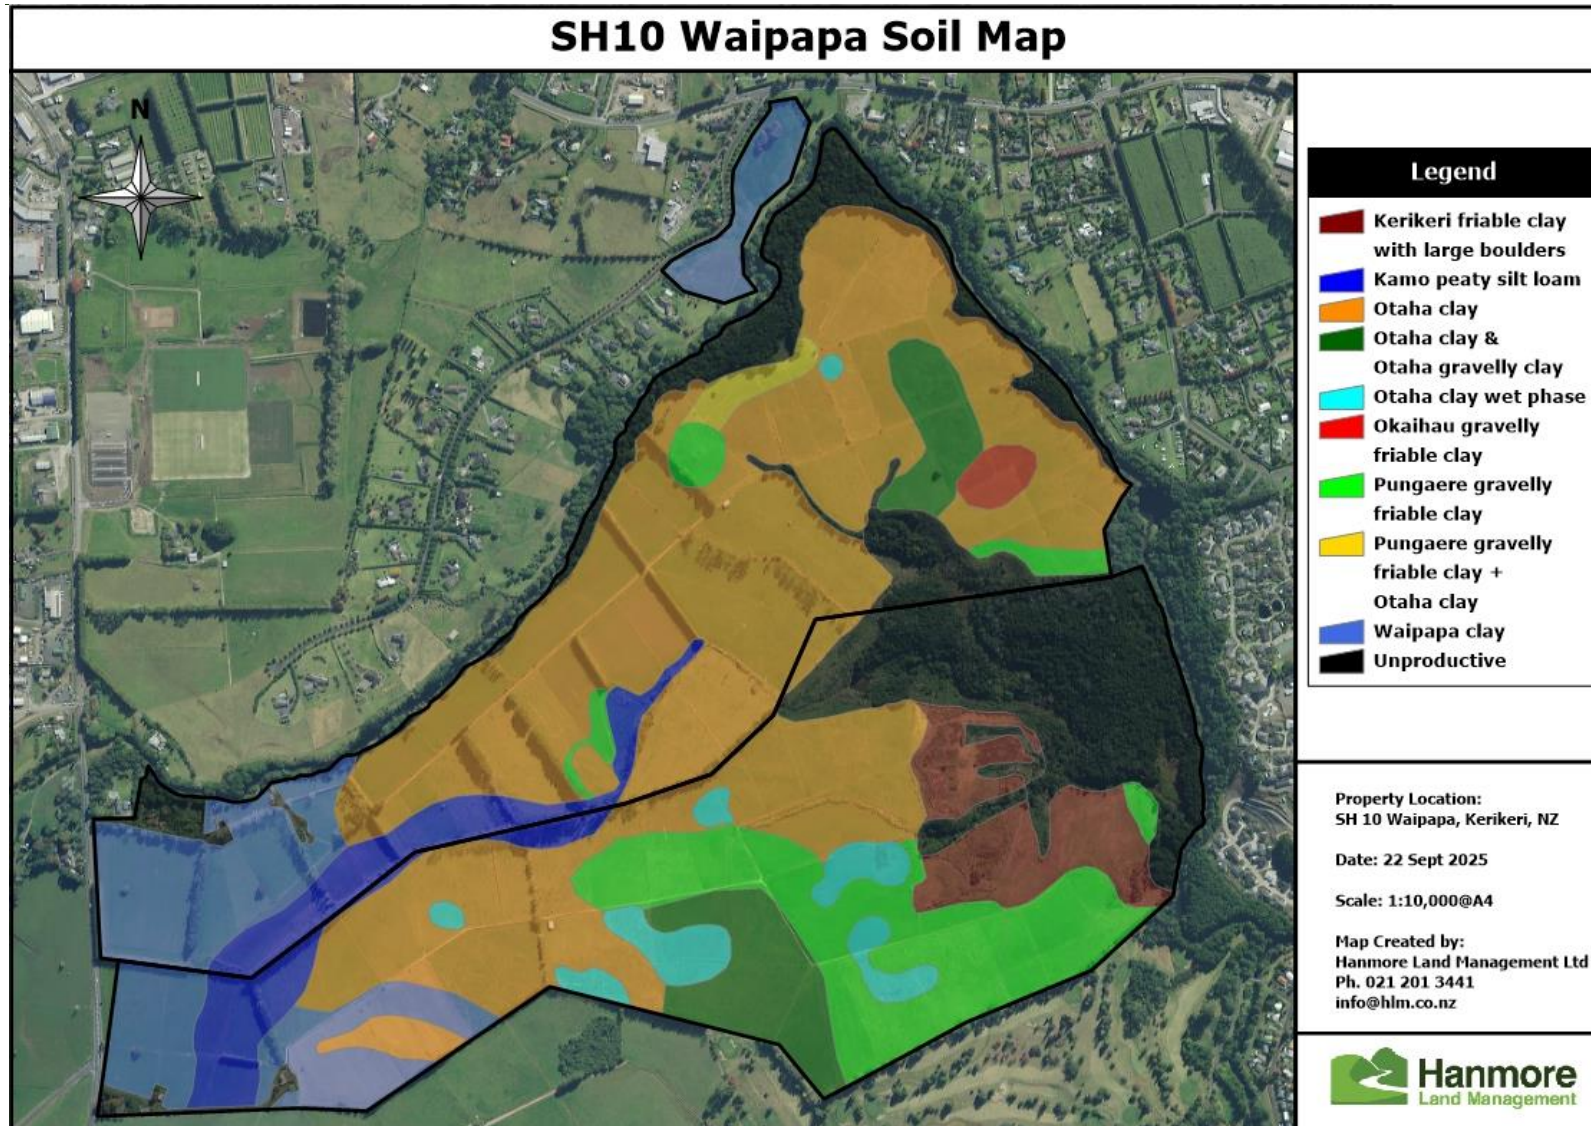 SH10 Waipapa Soil Map
N
Legend
Kerikeri friable clay
with large boulders
Kamo peaty silt loam
Otaha clay
Otaha clay &
Otaha gravelly clay
Otaha clay wet phase
Okaihau gravelly
friable clay
Pungaere gravelly
friable clay
Pungaere gravelly
friable clay +
Otaha clay
Waipapa clay
Unproductive
Property Location:
SH 10 Waipapa, Kerikeri, NZ
Date: 22 Sept 2025
Scale: 1:10,000@A4
Map Created by:
Hanmore Land Management Ltd
Ph. 021 201 3441
info@hlm.co.nz
Hanmore
Land Management